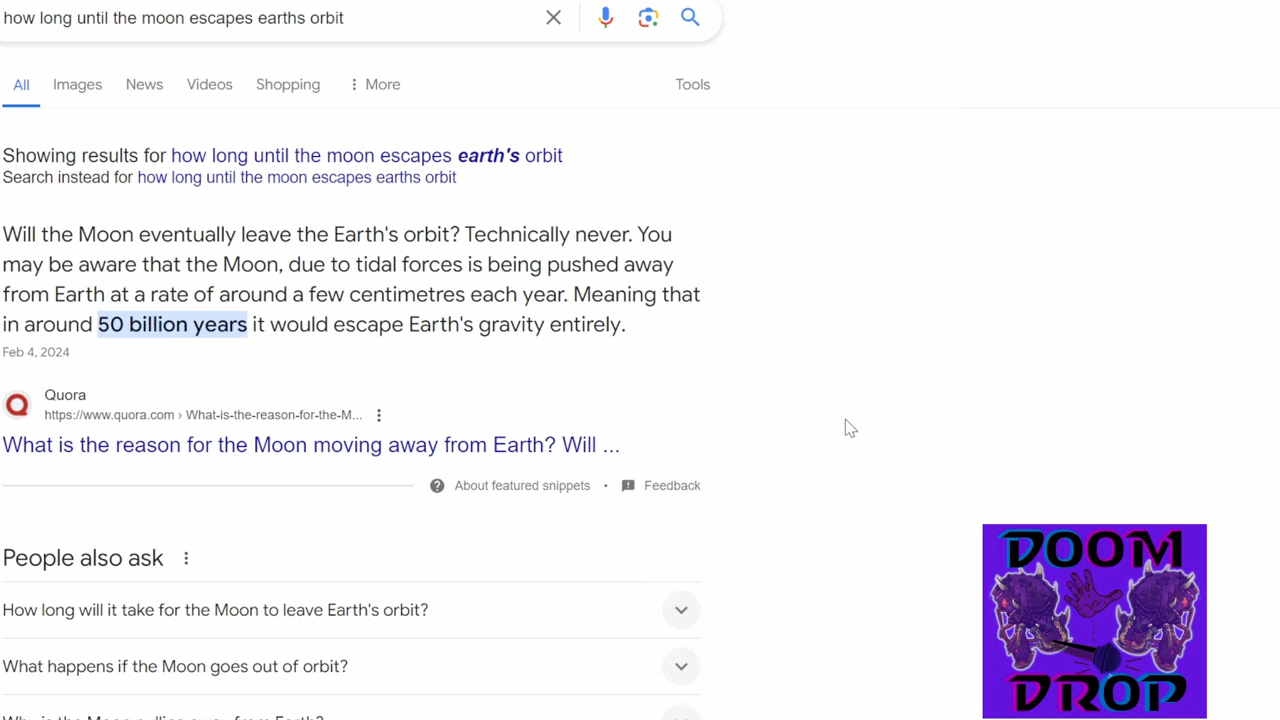 how long until the moon escapes earths orbit
All Images News Videos Shopping More Tools
Showing results for how long until the moon escapes earth's orbit
Search instead for how long until the moon escapes earths orbit
Will the Moon eventually leave the Earth's orbit? Technically never. You
may be aware that the Moon, due to tidal forces is being pushed away
from Earth at a rate of around a few centimetres each year. Meaning that
in around 50 billion years it would escape Earth's gravity entirely.
Feb 4, 2024
Quora
https://www.quora.com › What-is-the-reason-for-the-M...
What is the reason for the Moon moving away from Earth? Will ...
About featured snippets • Feedback
People also ask
How long will it take for the Moon to leave Earth's orbit?
What happens if the Moon goes out of orbit?
DOOM
DROP